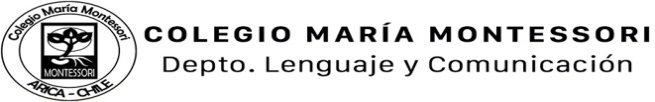 Colegio María Montessori
MONTESSORI
ARICA - CHILE
COLEGIO MARÍA MONTESSORI
Depto. Lenguaje y Comunicación